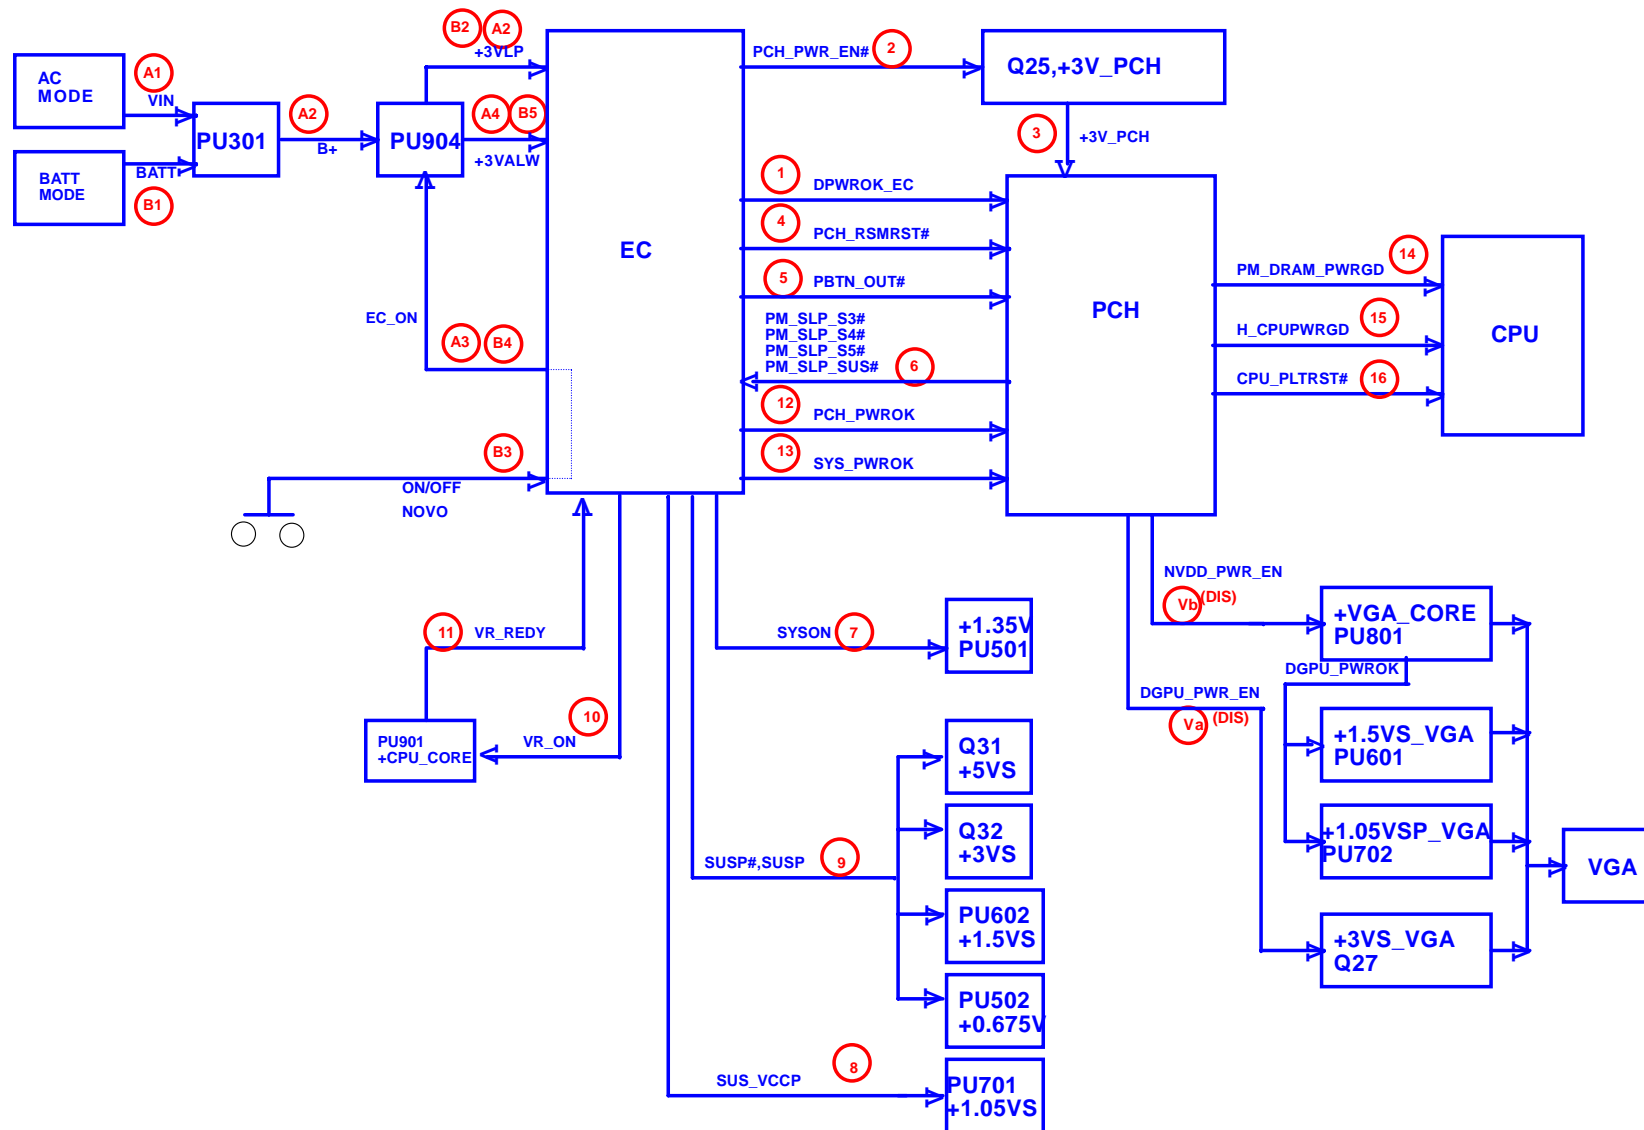 B2
A2
+3VLP
PCH_PWR_EN#
2
Q25,+3V_PCH
AC
MODE
A1
VIN
A2
B+
PU301
PU904
A4
B5
+3VALW
3
+3V_PCH
BATT
MODE
BATT
B1
1
DPWROK_EC
4
PCH_RSMRST#
EC
5
PBTN_OUT#
PCH
PM_SLP_S3#
PM_SLP_S4#
PM_SLP_S5#
PM_SLP_SUS#
6
EC_ON
A3
B4
12
PCH_PWROK
13
SYS_PWROK
PM_DRAM_PWRGD
14
H_CPUPWRGD
15
CPU_PLTRST#
16
CPU
B3
ON/OFF
NOVO
11
VR_REDY
10
VR_ON
PU901
+CPU_CORE
SYSON
7
+1.35V
PU501
NVDD_PWR_EN
Vb
(DIS)
+VGA_CORE
PU801
DGPU_PWROK
DGPU_PWR_EN
Va
(DIS)
+1.5VS_VGA
PU601
+1.05VSP_VGA
PU702
+3VS_VGA
Q27
VGA
Q31
+5VS
Q32
+3VS
SUSP#,SUSP
9
PU602
+1.5VS
PU502
+0.675V
SUS_VCCP
8
PU701
+1.05VS